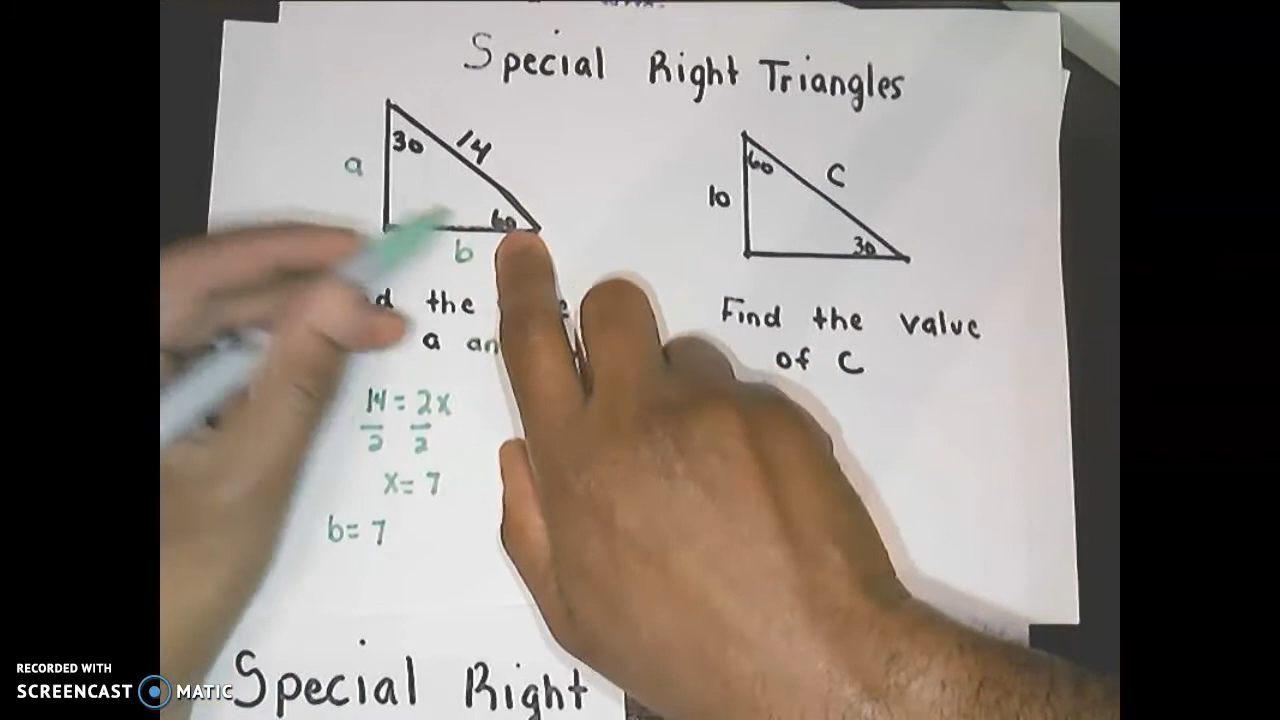 Special Right Triangles
30
14
a
60
b
the
a an
14 = 2x
2 2
x = 7
b = 7
60
C
10
30
Find the value
of C
Special Right
RECORDED WITH
SCREENCAST MATIC